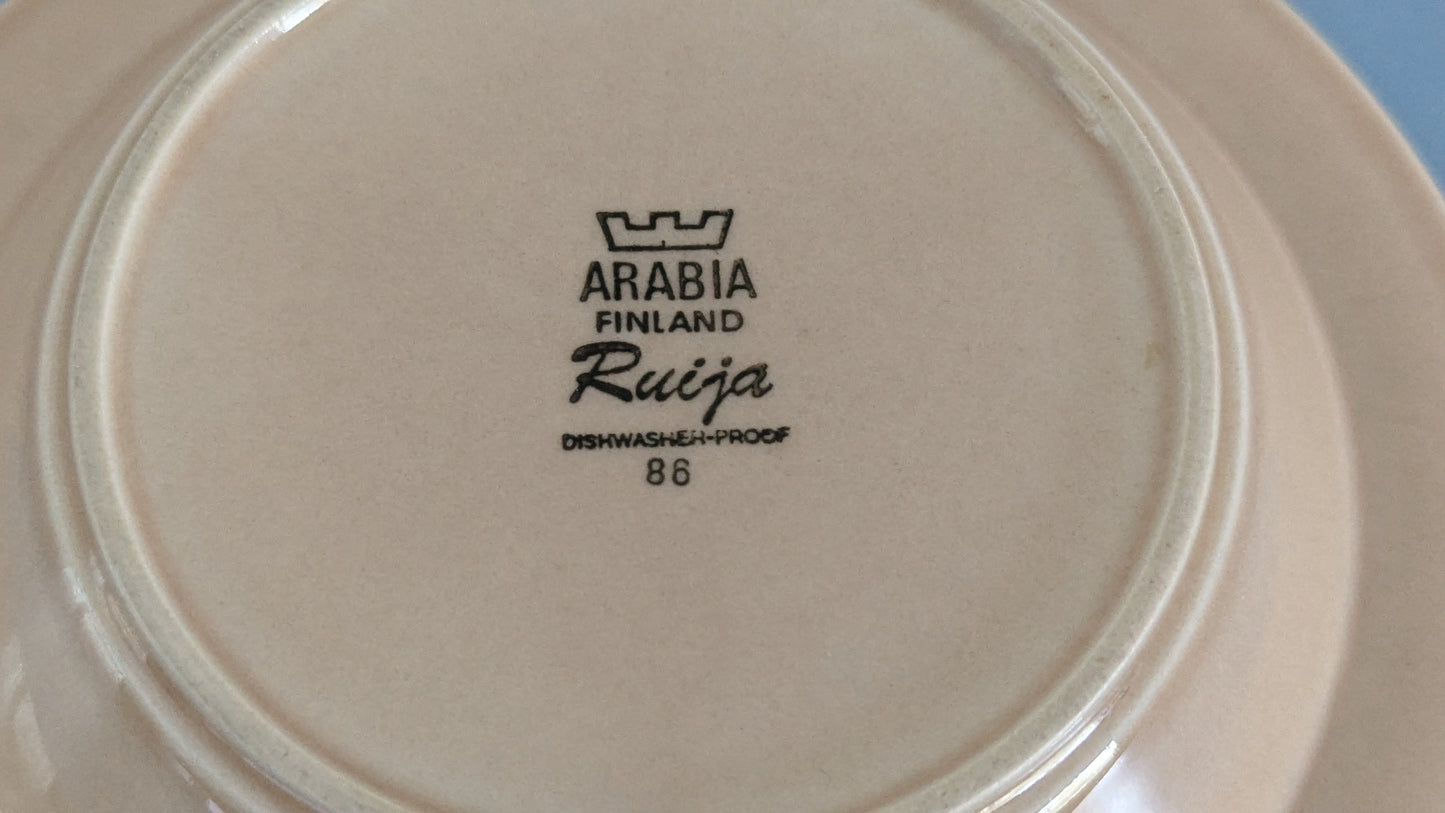 ARABIA
FINLAND
Ruija
DISHWASHER-PROOF
86